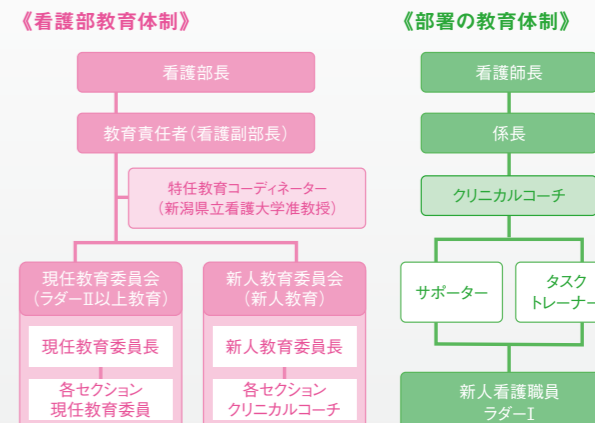 《看護部教育体制》
看護部長
教育責任者（看護副部長）
特任教育コーディネーター
（新潟県立看護大学准教授）
現任教育委員会
（ラダーⅡ以上教育）
現任教育委員長
各セクション
現任教育委員
新人教育委員会
（新人教育）
新人教育委員長
各セクション
クリニカルコーチ
《部署の教育体制》
看護師長
係長
クリニカルコーチ
サポーター
タスク
トレーナー
新人看護職員
ラダーⅠ